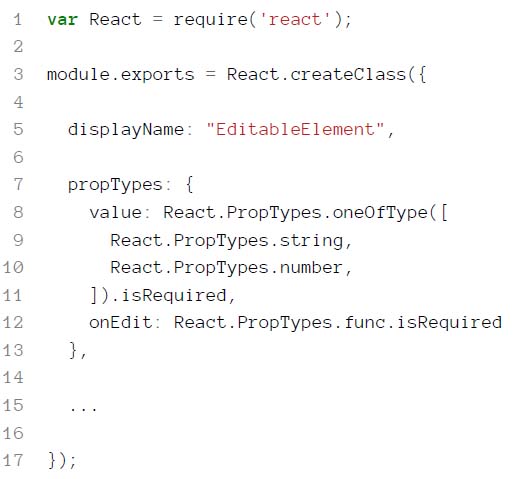 1 var React = require('react');
2
3 module.exports = React.createClass({
4
5   displayName: "EditableElement",
6
7   propTypes: {
8     value: React.PropTypes.oneOfType([
9       React.PropTypes.string,
10       React.PropTypes.number,
11     ]).isRequired,
12     onEdit: React.PropTypes.func.isRequired
13   },
14
15   ...
16
17 });